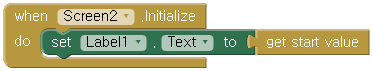 when Screen2 .Initialize
do set Label1 . Text to get start value